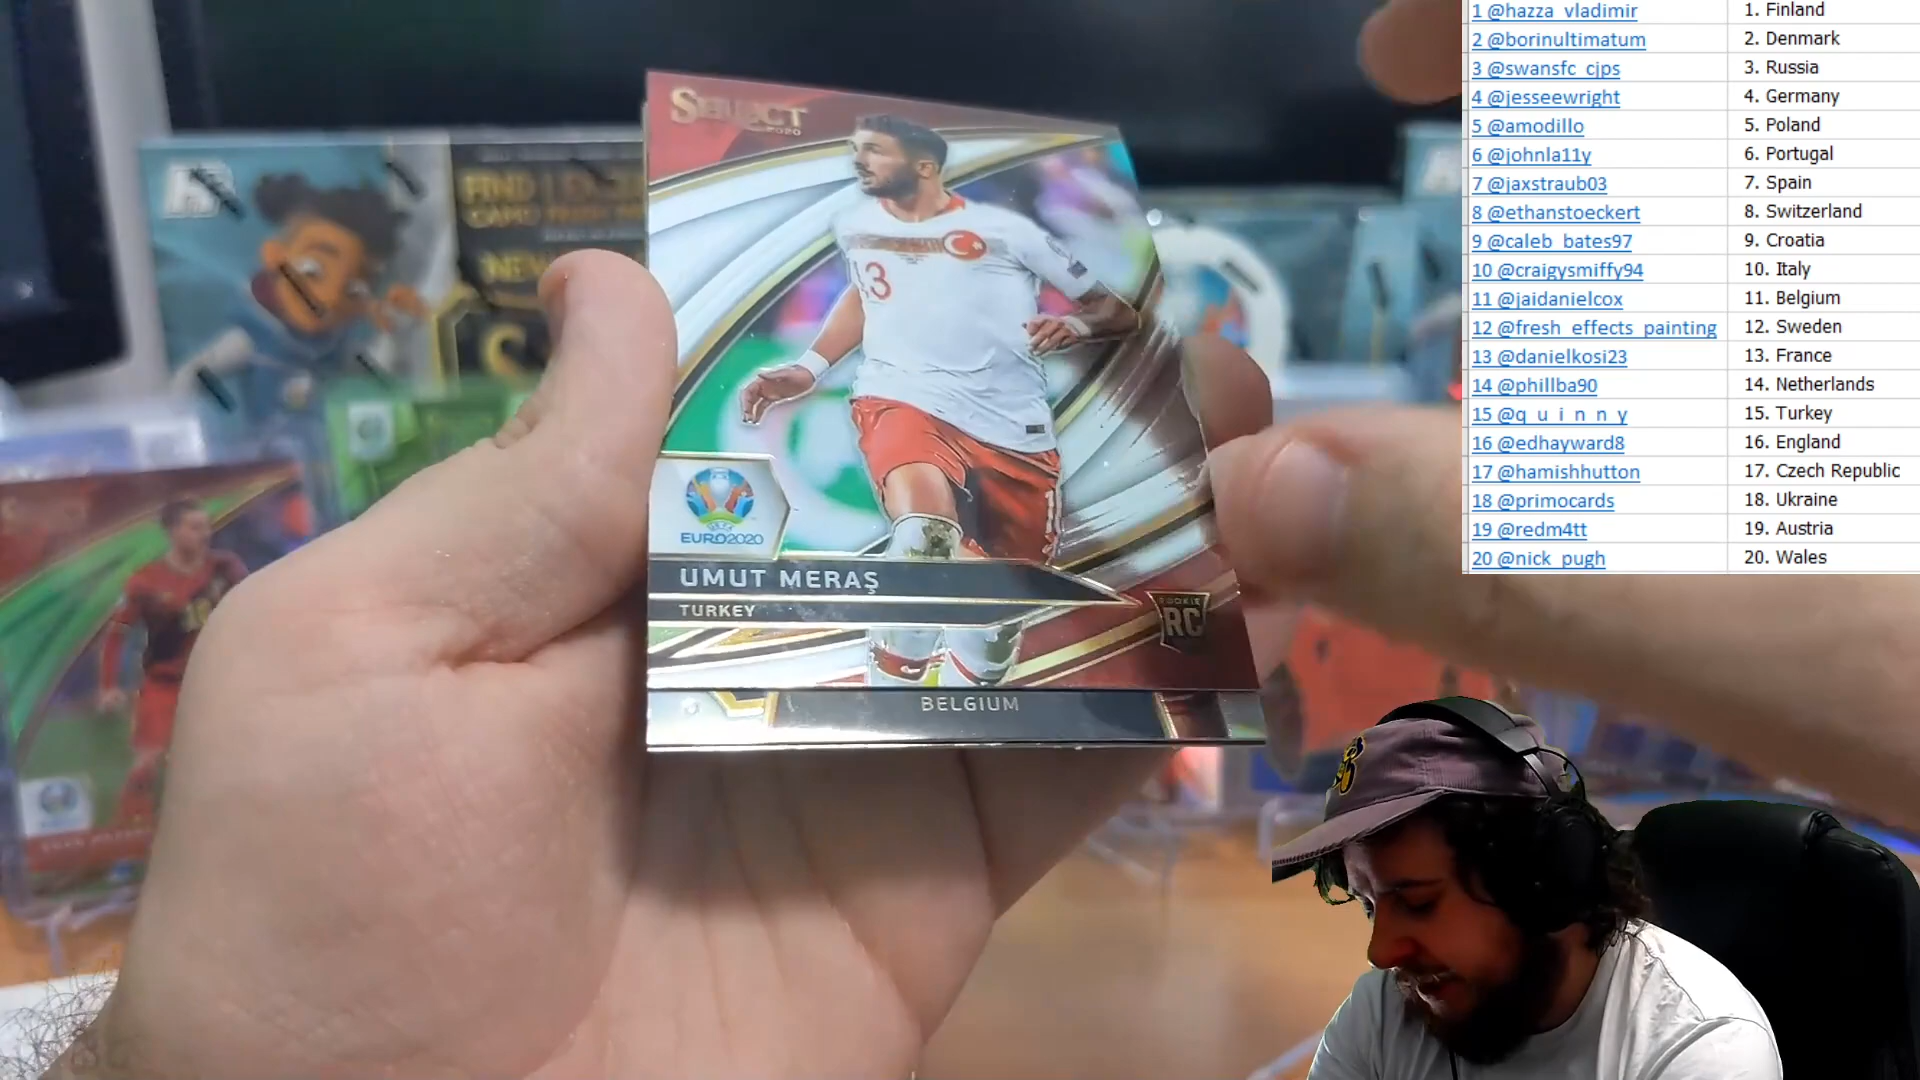 SELECT
2020
13
EURO2020
UMUT MERAŞ
TURKEY
ROOKIE
RC
BELGIUM
1 @hazza_vladimir 1. Finland
2 @borinultimatum 2. Denmark
3 @swansfc_cjps 3. Russia
4 @jesseewright 4. Germany
5 @amodillo 5. Poland
6 @johnla11y 6. Portugal
7 @jaxstraub03 7. Spain
8 @ethanstoeckert 8. Switzerland
9 @caleb_bates97 9. Croatia
10 @craigysmiffy94 10. Italy
11 @jaidanielcox 11. Belgium
12 @fresh_effects_painting 12. Sweden
13 @danielkosi23 13. France
14 @phillba90 14. Netherlands
15 @q_u_i_n_n_y 15. Turkey
16 @edhayward8 16. England
17 @hamishhutton 17. Czech Republic
18 @primocards 18. Ukraine
19 @redm4tt 19. Austria
20 @nick_pugh 20. Wales